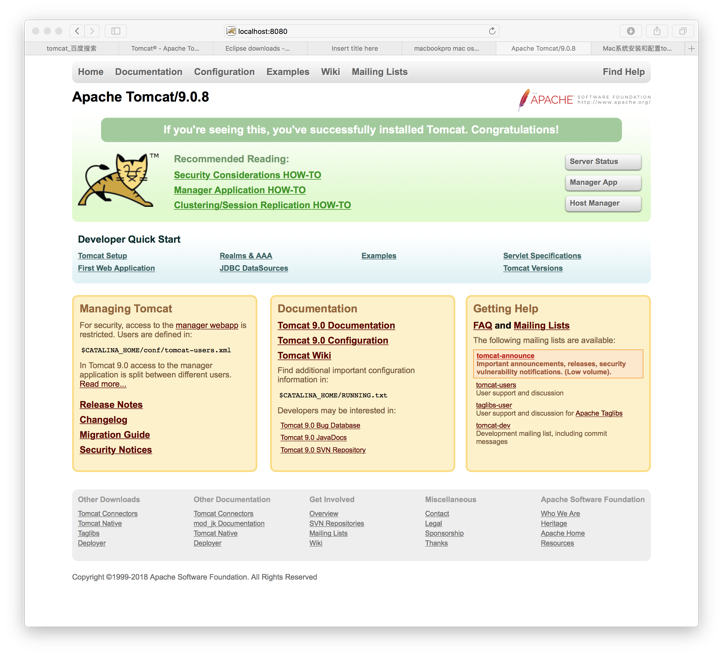 localhost:8080
tomcat_百度搜索
Tomcat® - Apache To...
Eclipse downloads -...
Insert title here
macbookpro mac os...
Apache Tomcat/9.0.8
Mac系统安装和配置to...
Home Documentation Configuration Examples Wiki Mailing Lists Find Help
Apache Tomcat/9.0.8
THE
APACHE SOFTWARE FOUNDATION
http://www.apache.org/
If you're seeing this, you've successfully installed Tomcat. Congratulations!
TM
Recommended Reading:
Security Considerations HOW-TO
Manager Application HOW-TO
Clustering/Session Replication HOW-TO
Server Status
Manager App
Host Manager
Developer Quick Start
Tomcat Setup
First Web Application
Realms & AAA
JDBC DataSources
Examples
Servlet Specifications
Tomcat Versions
Managing Tomcat
For security, access to the manager webapp is
restricted. Users are defined in:
$CATALINA_HOME/conf/tomcat-users.xml
In Tomcat 9.0 access to the manager
application is split between different users.
Read more...
Release Notes
Changelog
Migration Guide
Security Notices
Documentation
Tomcat 9.0 Documentation
Tomcat 9.0 Configuration
Tomcat Wiki
Find additional important configuration
information in:
$CATALINA_HOME/RUNNING.txt
Developers may be interested in:
Tomcat 9.0 Bug Database
Tomcat 9.0 JavaDocs
Tomcat 9.0 SVN Repository
Getting Help
FAQ and Mailing Lists
The following mailing lists are available:
tomcat-announce
Important announcements, releases, security
vulnerability notifications. (Low volume).
tomcat-users
User support and discussion
taglibs-user
User support and discussion for Apache Taglibs
tomcat-dev
Development mailing list, including commit
messages
Other Downloads
Tomcat Connectors
Tomcat Native
Taglibs
Deployer
Other Documentation
Tomcat Connectors
mod_jk Documentation
Tomcat Native
Deployer
Get Involved
Overview
SVN Repositories
Mailing Lists
Wiki
Miscellaneous
Contact
Legal
Sponsorship
Thanks
Apache Software Foundation
Who We Are
Heritage
Apache Home
Resources
Copyright ©1999-2018 Apache Software Foundation. All Rights Reserved